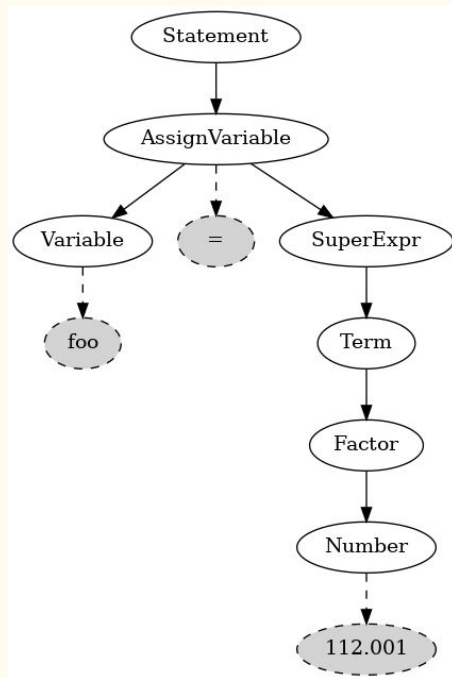 Statement
AssignVariable
Variable = SuperExpr
foo Term
Factor
Number
112.001